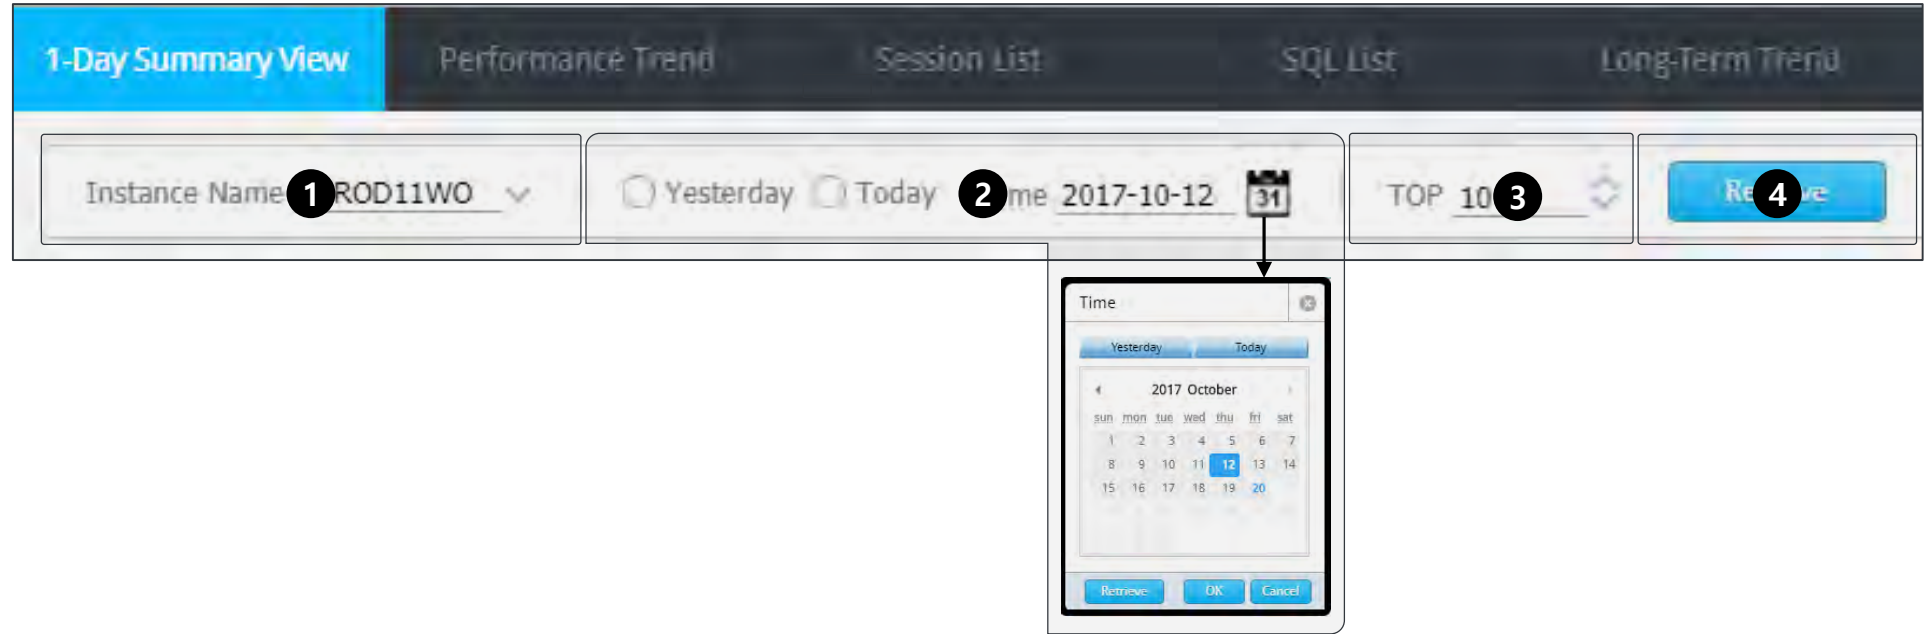 1-Day Summary View Performance Trend Session List SQL List Long-Term Trend
Instance Name 1 ROD11WO Yesterday Today 2 me 2017-10-12 31 TOP 10 3 Re 4 ve
Time
Yesterday Today
2017 October
sun mon tue wed thu fri sat
1 2 3 4 5 6 7
8 9 10 11 12 13 14
15 16 17 18 19 20
Retrieve OK Cancel